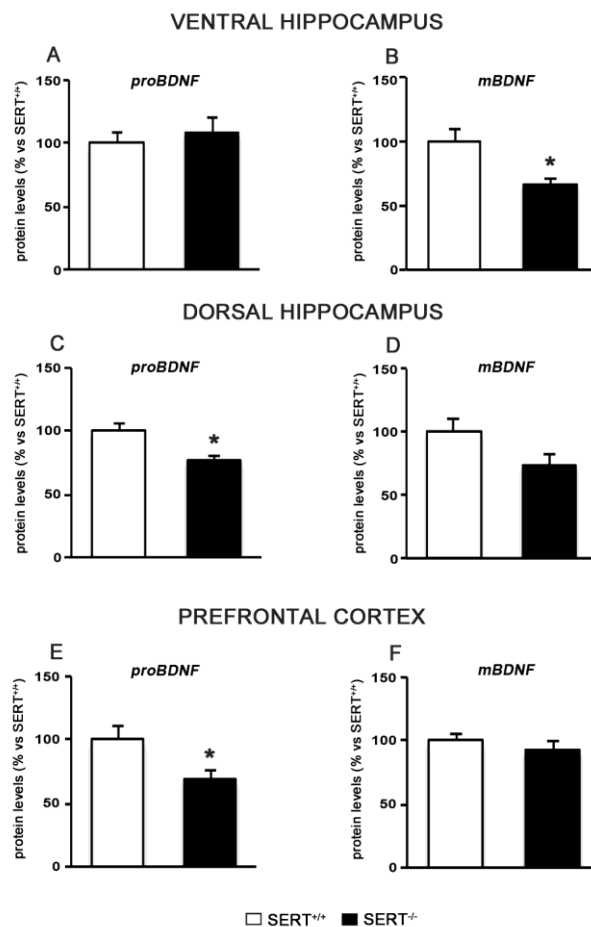 VENTRAL HIPPOCAMPUS
A
proBDNF
protein levels (% vs SERT+/+)
150
100
50
0
B
mBDNF
protein levels (% vs SERT+/+)
150
100
50
0
*
DORSAL HIPPOCAMPUS
C
proBDNF
protein levels (% vs SERT+/+)
150
100
50
0
*
D
mBDNF
protein levels (% vs SERT+/+)
150
100
50
0
PREFRONTAL CORTEX
E
proBDNF
protein levels (% vs SERT+/+)
150
100
50
0
*
F
mBDNF
protein levels (% vs SERT+/+)
150
100
50
0
SERT+/+ SERT-/-